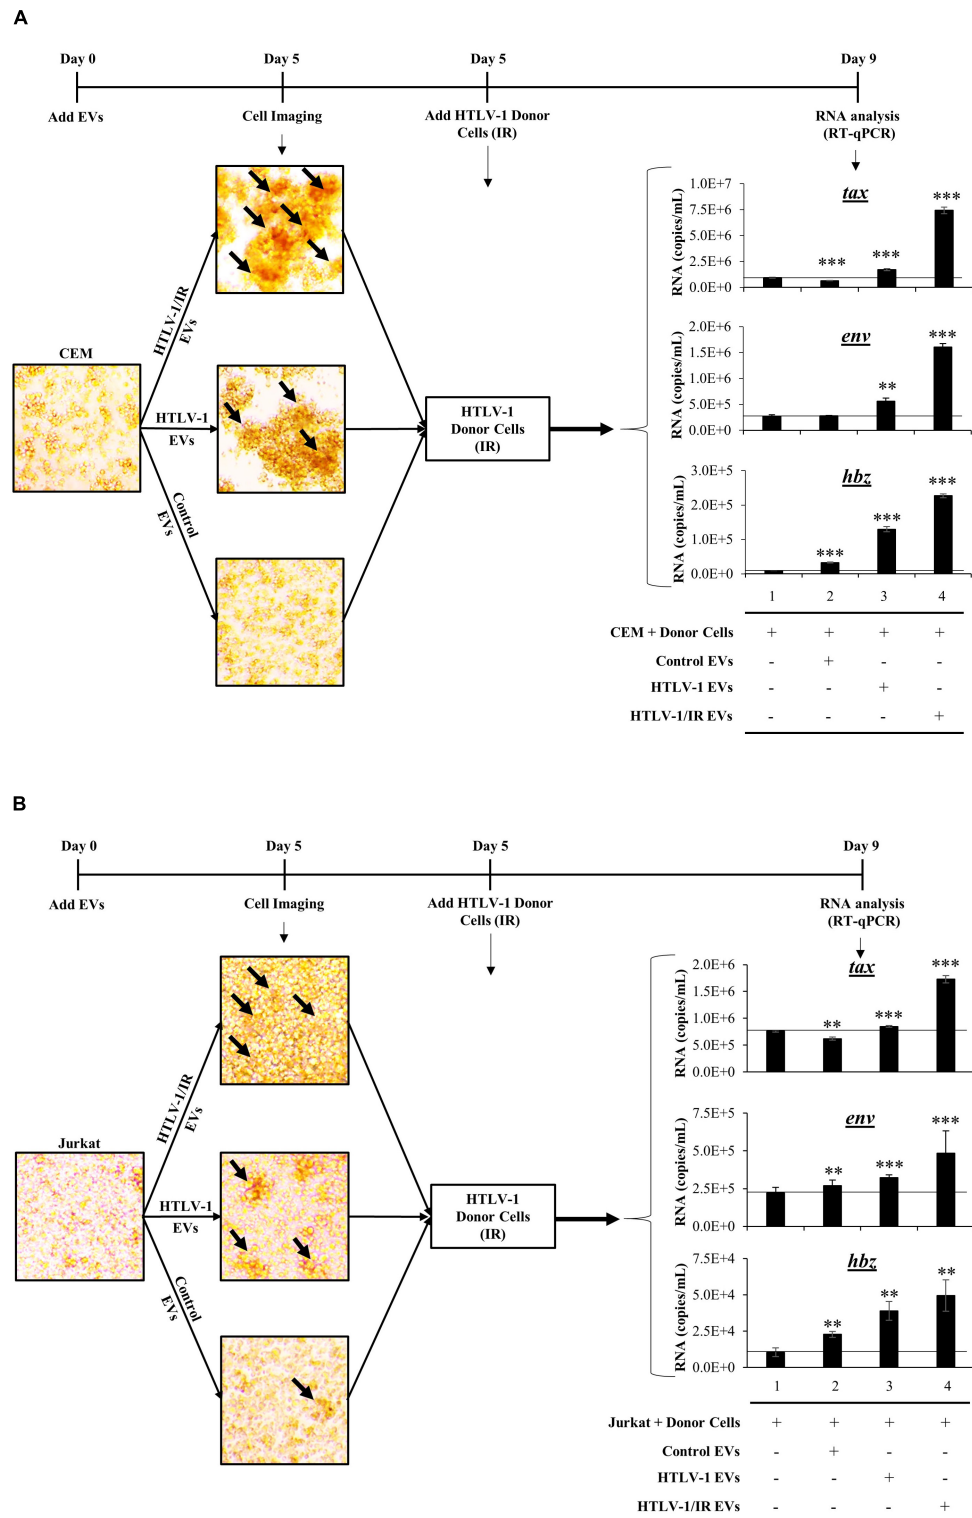 A
Day 0
Day 5
Day 5
Day 9
Add EVs
Cell Imaging
Add HTLV-1 Donor
Cells (IR)
RNA analysis
(RT-qPCR)
HTLV-1/IR
EVs
CEM
HTLV-1
EVs
Control
EVs
HTLV-1
Donor Cells
(IR)
RNA (copies/mL)
1.0E+7
7.5E+6
5.0E+6
2.5E+6
0.0E+0
tax
***
***
***
RNA (copies/mL)
2.0E+6
1.5E+6
1.0E+6
5.0E+5
0.0E+0
env
**
***
RNA (copies/mL)
3.0E+5
2.0E+5
1.0E+5
0.0E+0
hbz
***
***
***
1 2 3 4
CEM + Donor Cells + + + +
Control EVs - + - -
HTLV-1 EVs - - + -
HTLV-1/IR EVs - - - +
B
Day 0
Day 5
Day 5
Day 9
Add EVs
Cell Imaging
Add HTLV-1 Donor
Cells (IR)
RNA analysis
(RT-qPCR)
HTLV-1/IR
EVs
Jurkat
HTLV-1
EVs
Control
EVs
HTLV-1
Donor Cells
(IR)
RNA (copies/mL)
2.0E+6
1.5E+6
1.0E+6
5.0E+5
0.0E+0
tax
**
***
***
RNA (copies/mL)
7.5E+5
5.0E+5
2.5E+5
0.0E+0
env
**
***
***
RNA (copies/mL)
7.5E+4
5.0E+4
2.5E+4
0.0E+0
hbz
**
**
**
1 2 3 4
Jurkat + Donor Cells + + + +
Control EVs - + - -
HTLV-1 EVs - - + -
HTLV-1/IR EVs - - - +